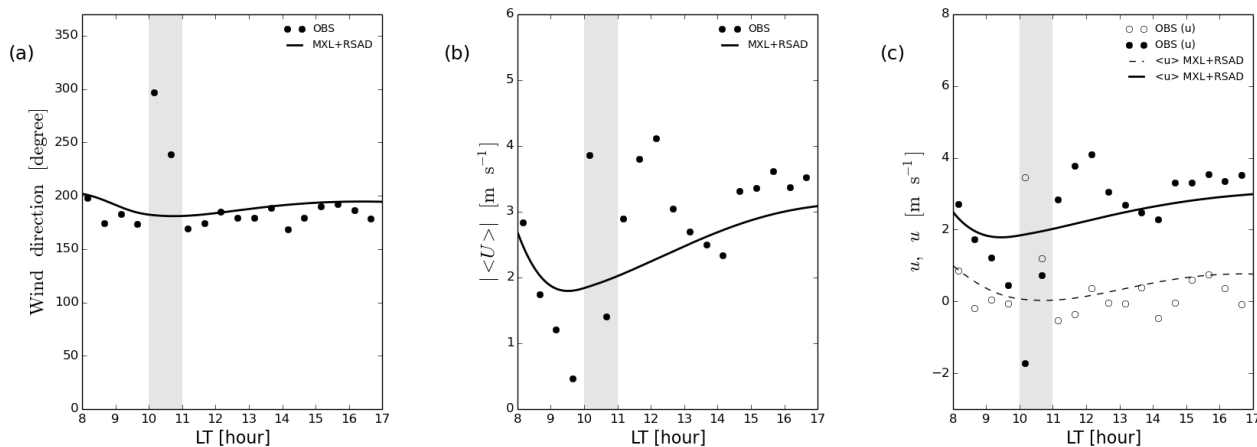 (a)
350
300
250
200
150
100
50
0
Wind direction [degree]
8 9 10 11 12 13 14 15 16 17
LT [hour]
OBS
MXL+RSAD
(b)
6
5
4
3
2
1
0
|<U>| [m s⁻¹]
8 9 10 11 12 13 14 15 16 17
LT [hour]
OBS
MXL+RSAD
(c)
8
6
4
2
0
−2
u, u [m s⁻¹]
8 9 10 11 12 13 14 15 16 17
LT [hour]
OBS (u)
OBS (u)
<u> MXL+RSAD
<u> MXL+RSAD